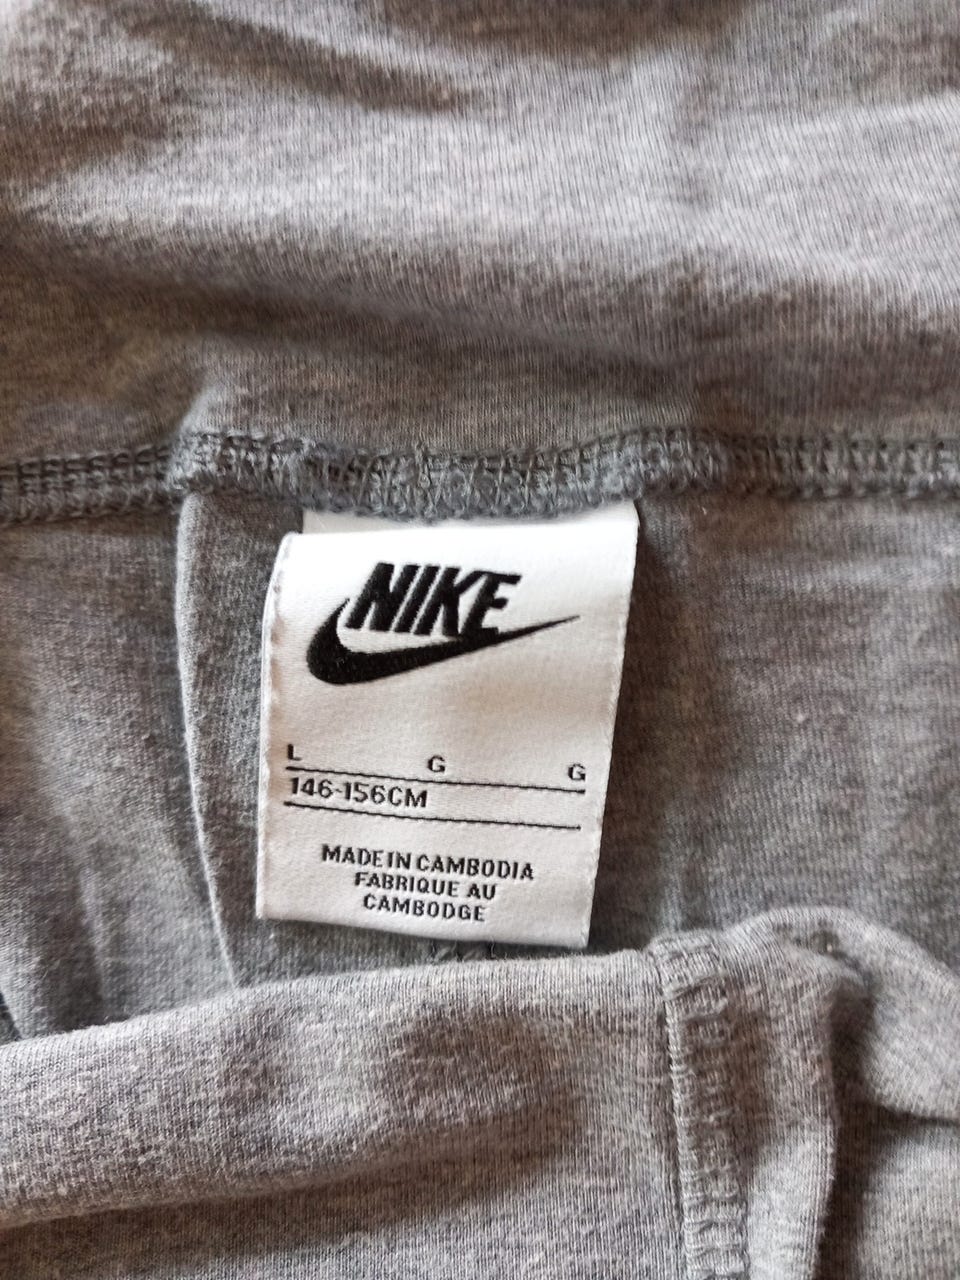 NIKE
L G G
146-156CM
MADE IN CAMBODIA
FABRIQUE AU
CAMBODGE